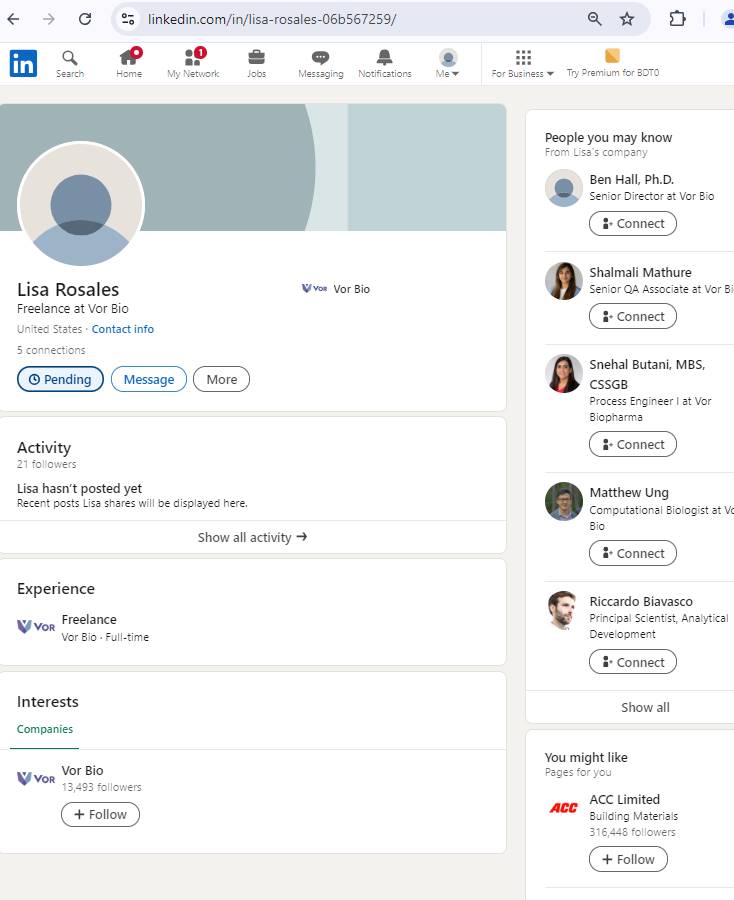 linkedin.com/in/lisa-rosales-06b567259/
in
Search
Home
1
My Network
Jobs
Messaging
Notifications
Me
For Business
Try Premium for BDT0
Lisa Rosales
Freelance at Vor Bio
United States · Contact info
5 connections
Pending
Message
More
VOR
Vor Bio
Activity
21 followers
Lisa hasn't posted yet
Recent posts Lisa shares will be displayed here.
Show all activity →
Experience
VOR
Freelance
Vor Bio · Full-time
Interests
Companies
VOR
Vor Bio
13,493 followers
+ Follow
People you may know
From Lisa's company
Ben Hall, Ph.D.
Senior Director at Vor Bio
Connect
Shalmali Mathure
Senior QA Associate at Vor Bi
Connect
Snehal Butani, MBS,
CSSGB
Process Engineer I at Vor
Biopharma
Connect
Matthew Ung
Computational Biologist at Vo
Bio
Connect
Riccardo Biavasco
Principal Scientist, Analytical
Development
Connect
Show all
You might like
Pages for you
ACC
ACC Limited
Building Materials
316,448 followers
+ Follow